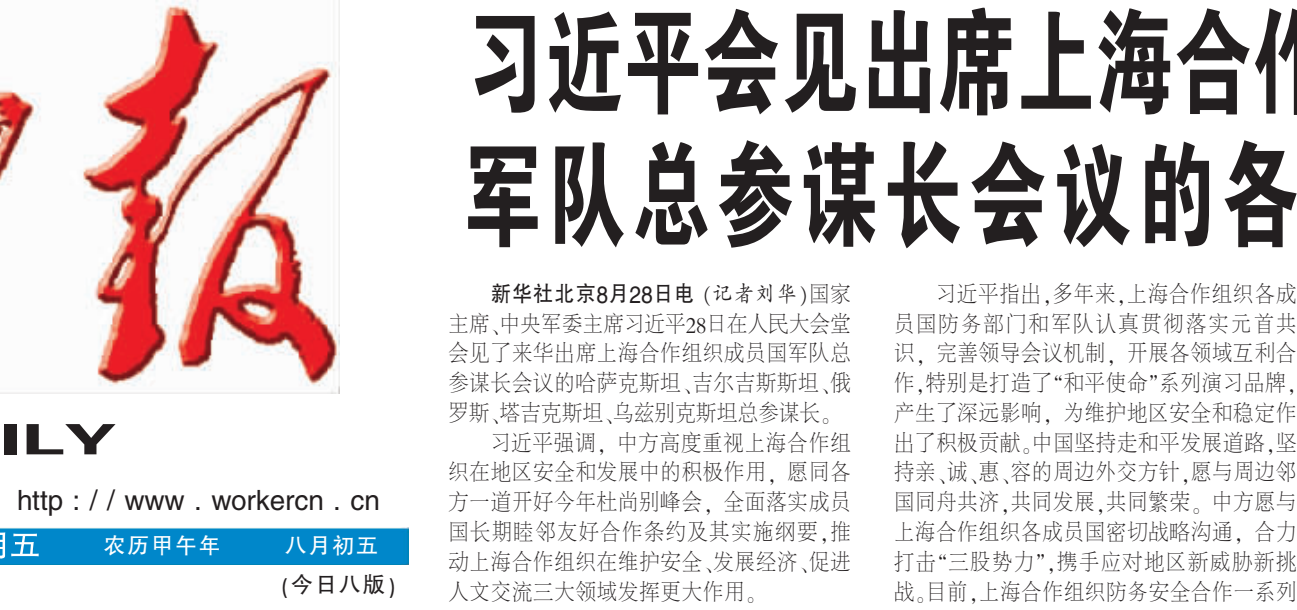 报
ILY
http://www.workercn.cn
五
农历甲午年 八月初五
(今日八版)
习近平会见出席上海合作
军队总参谋长会议的各
新华社北京8月28日电 (记者刘华)国家
主席、中央军委主席习近平28日在人民大会堂
会见了来华出席上海合作组织成员国军队总
参谋长会议的哈萨克斯坦、吉尔吉斯斯坦、俄
罗斯、塔吉克斯坦、乌兹别克斯坦总参谋长。
习近平强调，中方高度重视上海合作组
织在地区安全和发展中的积极作用，愿同各
方一道开好今年杜尚别峰会，全面落实成员
国长期睦邻友好合作条约及其实施纲要,推
动上海合作组织在维护安全、发展经济、促进
人文交流三大领域发挥更大作用。
习近平指出,多年来,上海合作组织各成
员国防务部门和军队认真贯彻落实元首共
识，完善领导会议机制，开展各领域互利合
作,特别是打造了“和平使命”系列演习品牌,
产生了深远影响，为维护地区安全和稳定作
出了积极贡献。中国坚持走和平发展道路,坚
持亲、诚、惠、容的周边外交方针,愿与周边邻
国同舟共济,共同发展,共同繁荣。中方愿与
上海合作组织各成员国密切战略沟通，合力
打击“三股势力”,携手应对地区新威胁新挑
战。目前,上海合作组织防务安全合作一系列